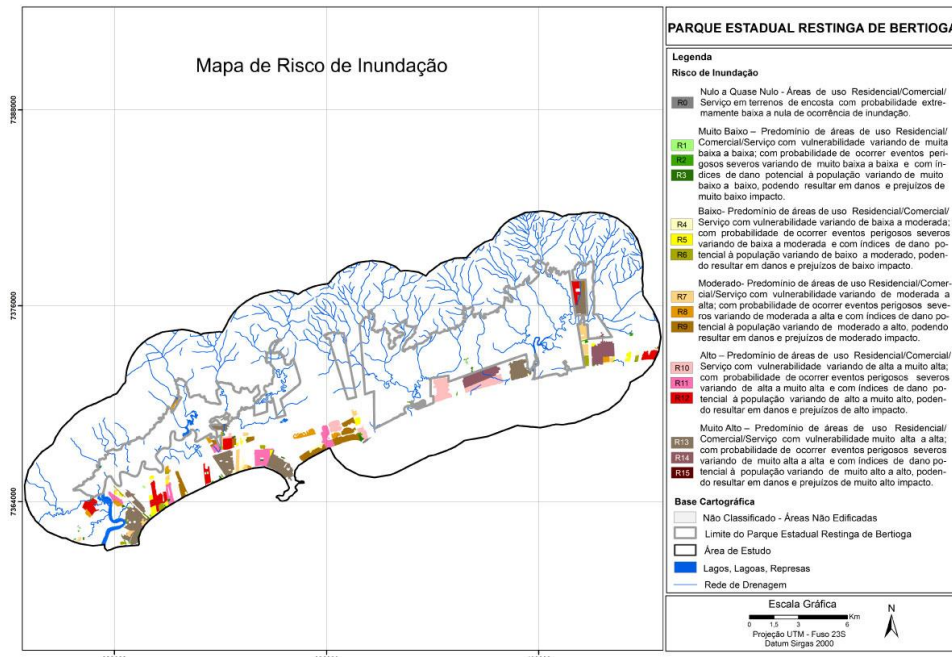 PARQUE ESTADUAL RESTINGA DE BERTIOGA
Mapa de Risco de Inundação
7388000
7376000
7364000
Legenda
Risco de Inundação
R0
Nulo a Quase Nulo - Áreas de uso Residencial/Comercial/
Serviço em terrenos de encosta com probabilidade extre-
mamente baixa a nula de ocorrência de inundação.
R1
R2
R3
Muito Baixo – Predomínio de áreas de uso Residencial/
Comercial/Serviço com vulnerabilidade variando de muita
baixa a baixa; com probabilidade de ocorrer eventos peri-
gosos severos variando de muito baixa a baixa e com ín-
dices de dano potencial à população variando de muito
baixo a baixo, podendo resultar em danos e prejuízos de
muito baixo impacto.
R4
R5
R6
Baixo- Predomínio de áreas de uso Residencial/Comercial/
Serviço com vulnerabilidade variando de baixa a moderada;
com probabilidade de ocorrer eventos perigosos severos
variando de baixa a moderada e com índices de dano po-
tencial à população variando de baixo a moderado, poden-
do resultar em danos e prejuízos de baixo impacto.
R7
R8
R9
Moderado- Predomínio de áreas de uso Residencial/Comer-
cial/Serviço com vulnerabilidade variando de moderada a
alta; com probabilidade de ocorrer eventos perigosos seve-
ros variando de moderada a alta e com índices de dano po-
tencial à população variando de moderado a alto, podendo
resultar em danos e prejuízos de moderado impacto.
R10
R11
R12
Alto – Predomínio de áreas de uso Residencial/Comercial/
Serviço com vulnerabilidade variando de alta a muito alta;
com probabilidade de ocorrer eventos perigosos severos
variando de alta a muito alta e com índices de dano po-
tencial à população variando de alto a muito alto, poden-
do resultar em danos e prejuízos de alto impacto.
R13
R14
R15
Muito Alto – Predomínio de áreas de uso Residencial/
Comercial/Serviço com vulnerabilidade muito alta a alta;
com probabilidade de ocorrer eventos perigosos severos
variando de muito alta a alta e com índices de dano po-
tencial à população variando de muito alto a alto, poden-
do resultar em danos e prejuízos de muito alto impacto.
Base Cartográfica
Não Classificado - Áreas Não Edificadas
Limite do Parque Estadual Restinga de Bertioga
Área de Estudo
Lagos, Lagoas, Represas
Rede de Drenagem
Escala Gráfica
Km
0 1,5 3 6
Projeção UTM - Fuso 23S
Datum Sirgas 2000
N